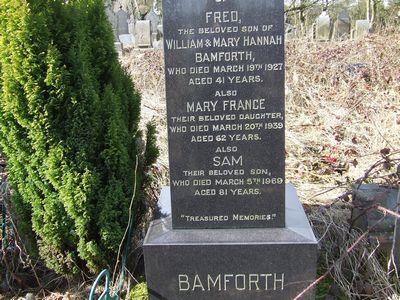 OF
FRED,
THE BELOVED SON OF
WILLIAM & MARY HANNAH
BAMFORTH,
WHO DIED MARCH 19TH 1927
AGED 41 YEARS.
ALSO
MARY FRANCE
THEIR BELOVED DAUGHTER,
WHO DIED MARCH 20TH 1939
AGED 62 YEARS.
ALSO
SAM
THEIR BELOVED SON,
WHO DIED MARCH 5TH 1969
AGED 81 YEARS.
"TREASURED MEMORIES."
BAMFORTH